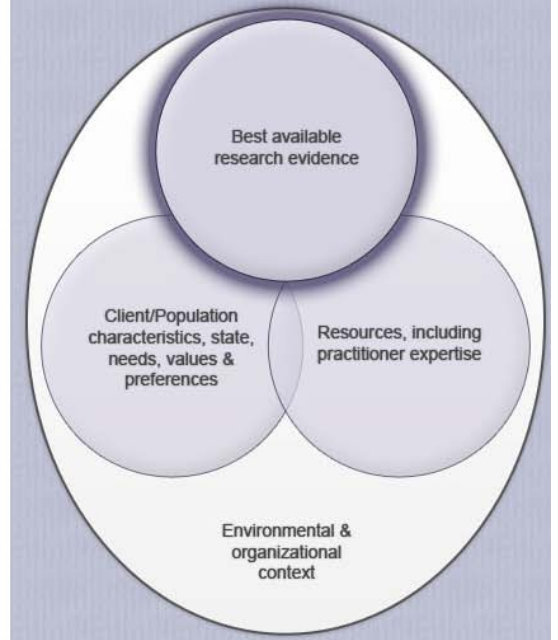 Best available
research evidence
Client/Population
characteristics, state,
needs, values &
preferences
Resources, including
practitioner expertise
Environmental &
organizational
context